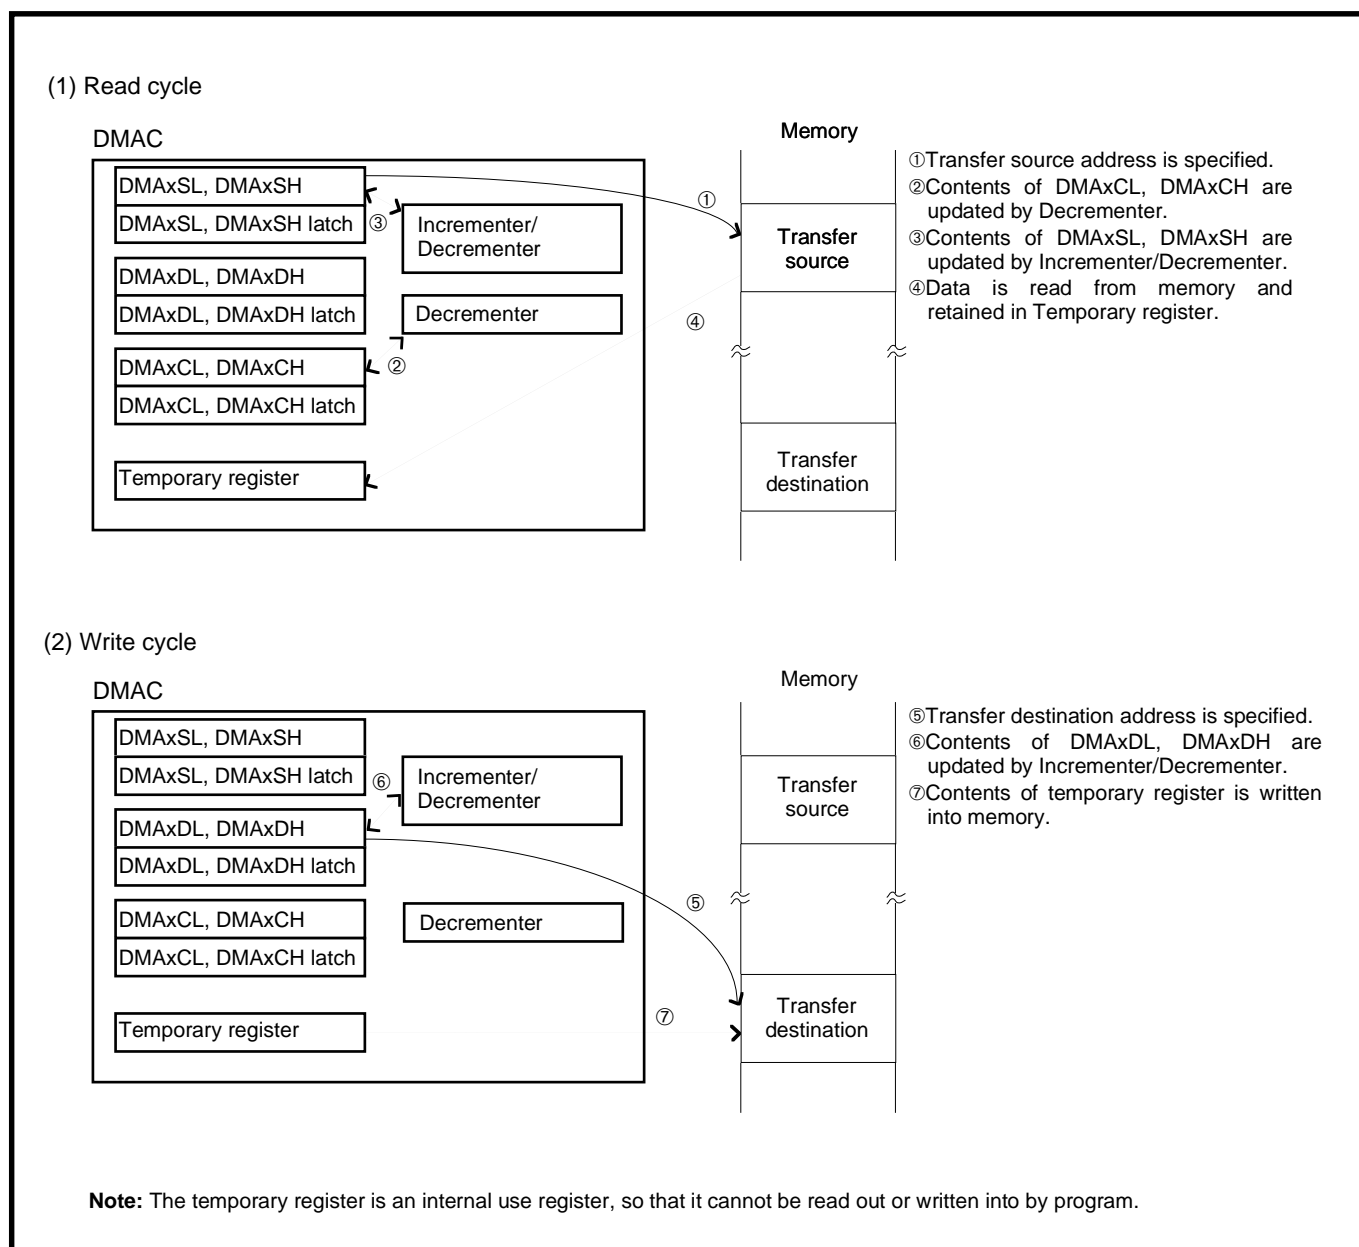 (1) Read cycle
DMAC
Memory
DMAxSL, DMAxSH
DMAxSL, DMAxSH latch
③
Incrementer/
Decrementer
DMAxDL, DMAxDH
DMAxDL, DMAxDH latch
Decrementer
DMAxCL, DMAxCH
②
DMAxCL, DMAxCH latch
Temporary register
①
④
Transfer
source
Transfer
destination
①Transfer source address is specified.
②Contents of DMAxCL, DMAxCH are
updated by Decrementer.
③Contents of DMAxSL, DMAxSH are
updated by Incrementer/Decrementer.
④Data is read from memory and
retained in Temporary register.
(2) Write cycle
DMAC
Memory
DMAxSL, DMAxSH
DMAxSL, DMAxSH latch
⑥
Incrementer/
Decrementer
DMAxDL, DMAxDH
DMAxDL, DMAxDH latch
DMAxCL, DMAxCH
Decrementer
DMAxCL, DMAxCH latch
Temporary register
⑤
⑦
Transfer
source
Transfer
destination
⑤Transfer destination address is specified.
⑥Contents of DMAxDL, DMAxDH are
updated by Incrementer/Decrementer.
⑦Contents of temporary register is written
into memory.
Note: The temporary register is an internal use register, so that it cannot be read out or written into by program.